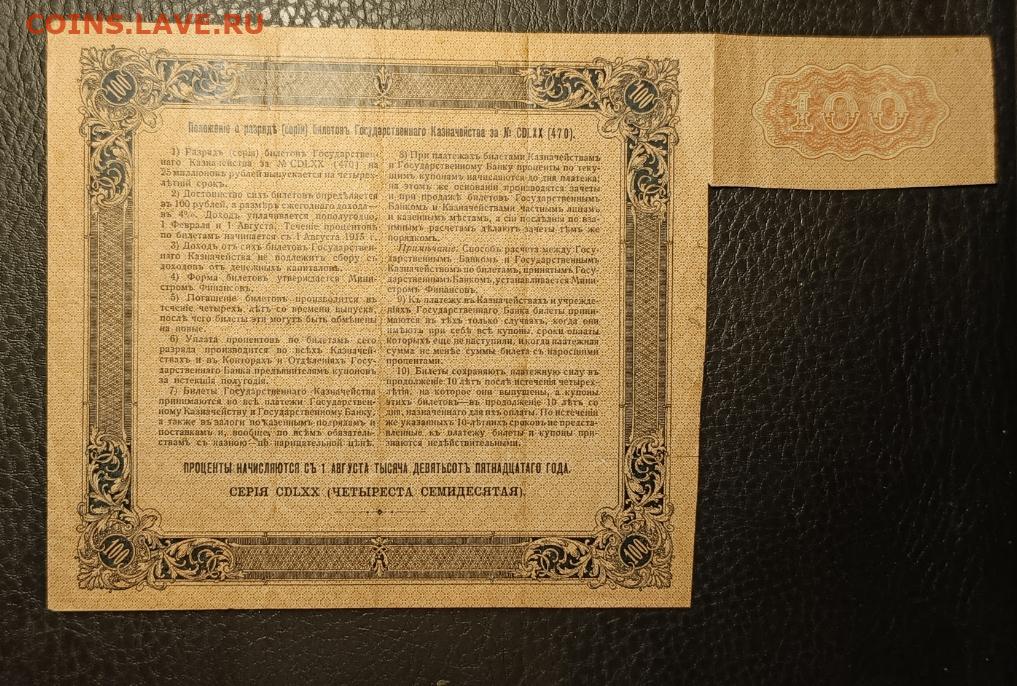 COINS.LAVE.RU
100
100
100
Положеніе о разрядѣ (серіи) билетовъ Государственнаго Казначейства за № CDLXX (470).
1) Разрядъ (серія) билетовъ Государствен-
наго Казначейства за № CDLXX (470) на
25 милліоновъ рублей выпускается на четырех-
лѣтній срокъ.
2) Достоинство сихъ билетовъ опредѣляется
въ 100 рублей, а размѣръ ежегоднаго дохода—
въ 4%. Доходъ уплачивается пополугодно,
1 Февраля и 1 Августа. Теченіе процентовъ
по билетамъ начинается съ 1 Августа 1915 г.
3) Доходъ отъ сихъ билетовъ Государствен-
наго Казначейства не подлежитъ сбору съ
доходовъ отъ денежныхъ капиталовъ.
4) Форма билетовъ утверждается Мини-
стромъ Финансовъ.
5) Погашеніе билетовъ производится въ
теченіе четырехъ лѣтъ со времени выпуска,
послѣ чего билеты эти могутъ быть обмѣнены
на новые.
6) Уплата процентовъ по билетамъ сего
разряда производится во всѣхъ Казначей-
ствахъ и въ Конторахъ и Отдѣленіяхъ Госу-
дарственнаго Банка предъявителю купоновъ
за истекшія полугодія.
7) Билеты Государственнаго Казначейства
принимаются во всѣ платежи Государствен-
ному Казначейству и Государственному Банку,
а также въ залоги по казеннымъ подрядамъ и
поставкамъ и, вообще, по всѣмъ обязатель-
ствамъ съ казною—по нарицательной цѣнѣ.
8) При платежахъ билетами Казначействамъ
и Государственному Банку проценты по теку-
щимъ купонамъ начисляются до дня платежа;
на этомъ же основаніи производятся зачеты
и при продажѣ билетовъ Государственнымъ
Банкомъ и Казначействами частнымъ лицамъ
и казеннымъ мѣстамъ, а сіи послѣднія по вза-
имнымъ расчетамъ дѣлаютъ зачеты тѣмъ же
порядкомъ.
Примѣчаніе. Способъ расчета между Госу-
дарственнымъ Банкомъ и Государственнымъ
Казначействомъ по билетамъ, принятымъ Госу-
дарственнымъ Банкомъ, устанавливается Мини-
стромъ Финансовъ.
9) Къ платежу въ Казначействахъ и учрежде-
ніяхъ Государственнаго Банка билеты прини-
маются въ тѣхъ только случаяхъ, когда они
имѣютъ при себѣ всѣ купоны, сроки оплаты
которыхъ еще не наступили, и когда платежная
сумма не менѣе суммы билета съ наросшими
процентами.
10) Билеты сохраняютъ платежную силу въ
продолженіе 10 лѣтъ послѣ истеченія четырех-
лѣтія, на которое они выпущены, а купоны
этихъ билетовъ—въ продолженіе 10 лѣтъ со
дня, назначеннаго для ихъ оплаты. По истеченіи
же указанныхъ 10-лѣтнихъ сроковъ не предста-
вленные къ платежу билеты и купоны при-
знаются недѣйствительными.
ПРОЦЕНТЫ НАЧИСЛЯЮТСЯ СЪ 1 АВГУСТА ТЫСЯЧА ДЕВЯТЬСОТЪ ПЯТНАДЦАТАГО ГОДА.
СЕРІЯ CDLXX (ЧЕТЫРЕСТА СЕМИДЕСЯТАЯ).
100
100
COINS.LAVE.RU